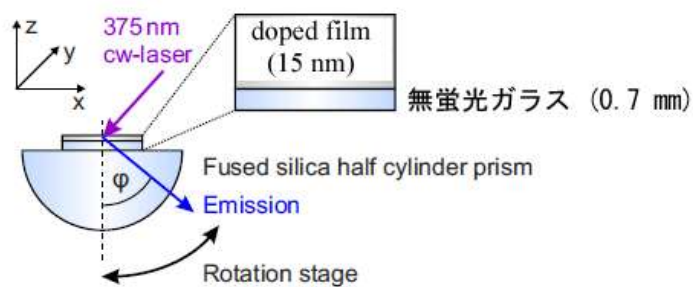 z
y
x
375 nm
cw-laser
doped film
(15 nm)
無蛍光ガラス (0.7 mm)
φ
Fused silica half cylinder prism
Emission
Rotation stage